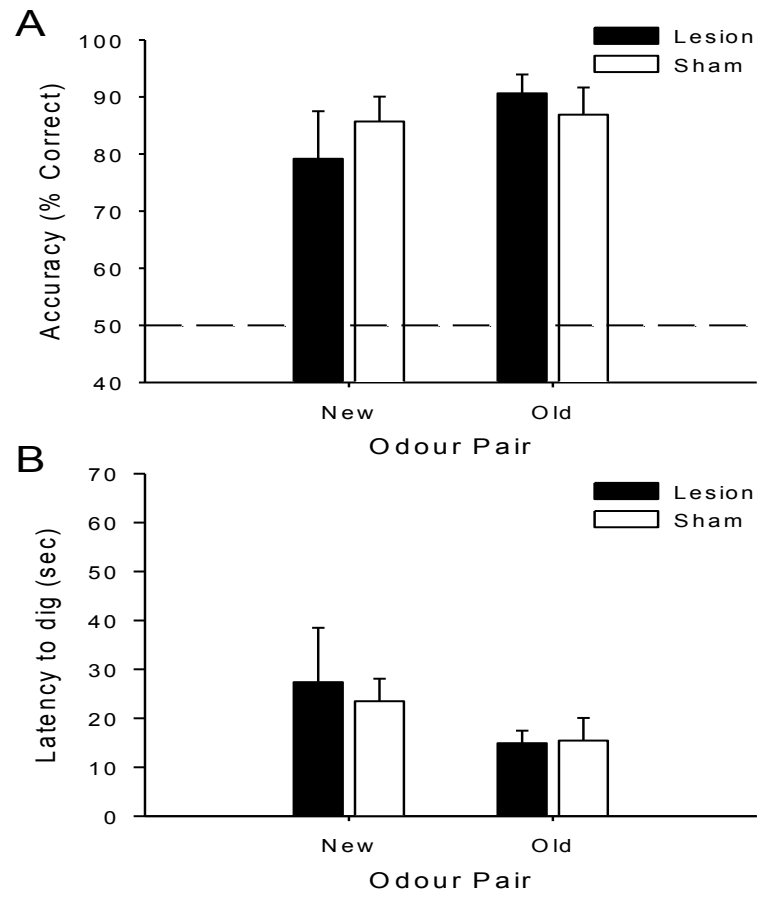 A
Accuracy (% Correct)
100
90
80
70
60
50
40
Lesion
Sham
New
Old
Odour Pair
B
Latency to dig (sec)
70
60
50
40
30
20
10
0
Lesion
Sham
New
Old
Odour Pair